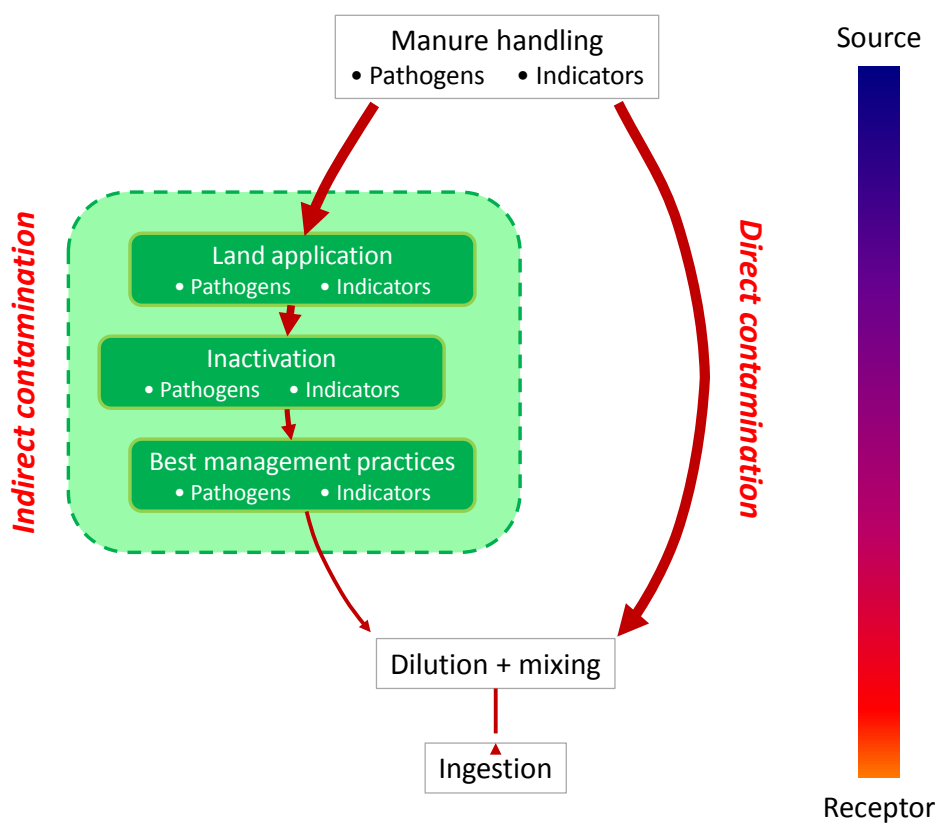 Manure handling
• Pathogens • Indicators
Source
Indirect contamination
Direct contamination
Land application
• Pathogens • Indicators
Inactivation
• Pathogens • Indicators
Best management practices
• Pathogens • Indicators
Dilution + mixing
Ingestion
Receptor